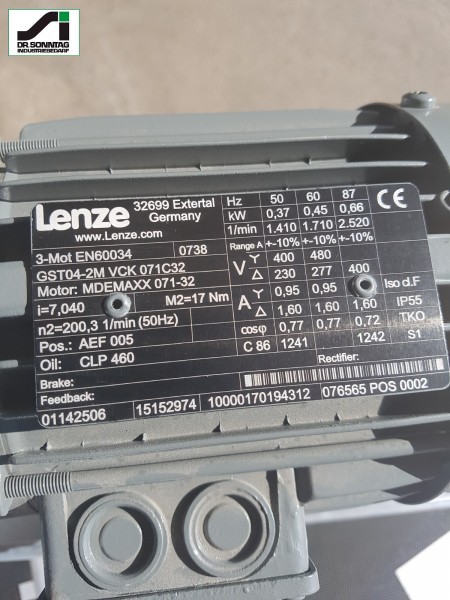 DR.SONNTAG
INDUSTRIEBEDARF
Lenze 32699 Extertal
Germany
www.Lenze.com
3-Mot EN60034 0738
GST04-2M VCK 071C32
Motor: MDEMAXX 071-32
i=7,040 M2=17 Nm
n2=200,3 1/min (50Hz)
Pos.: AEF 005
Oil: CLP 460
Brake:
Feedback:
Hz 50 60 87
kW 0,37 0,45 0,66
1/min 1.410 1.710 2.520
Range A +-10% +-10% +-10%
V Y 400 480
Δ 230 277 400
A Y 0,95 0,95
Δ 1,60 1,60 1,60
cosφ 0,77 0,77 0,72
C 86 1241 1242
CE
Iso d.F
IP55
TKO
S1
Rectifier:
01142506 15152974 10000170194312 076565 POS 0002